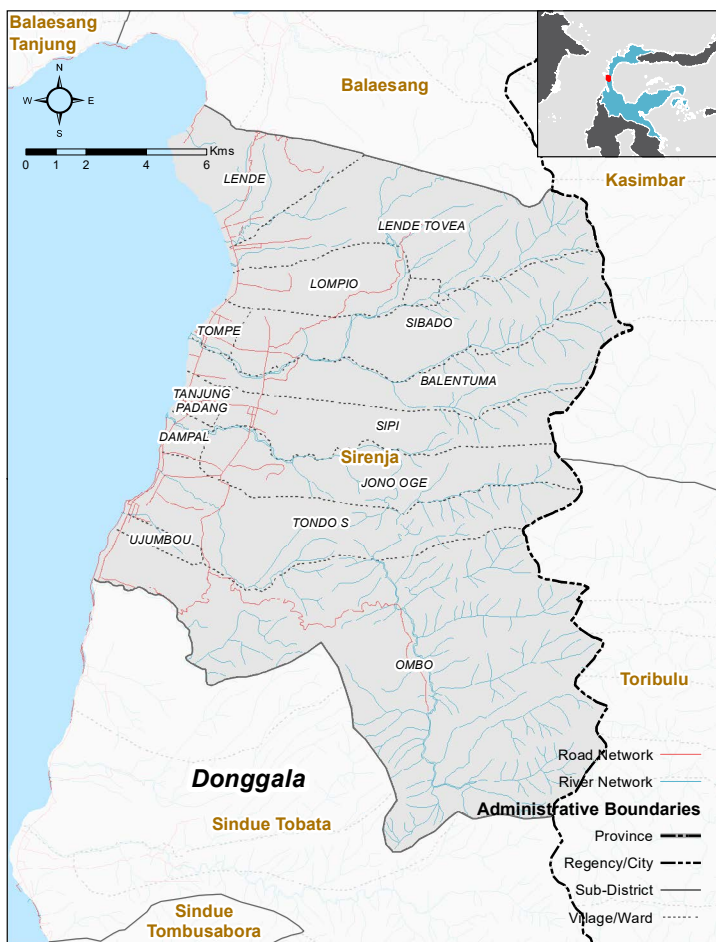 Balaesang
Tanjung
Balaesang
N
W E
S
0 1 2 4 6 Kms
Kasimbar
LENDE
LENDE TOVEA
LOMPIO
SIBADO
TOMPE
BALENTUMA
TANJUNG
PADANG
SIPI
DAMPAL
Sirenja
JONO OGE
TONDO S
UJUMBOU
OMBO
Toribulu
Donggala
Sindue Tobata
Sindue
Tombusabora
Road Network
River Network
Administrative Boundaries
Province
Regency/City
Sub-District
Village/Ward